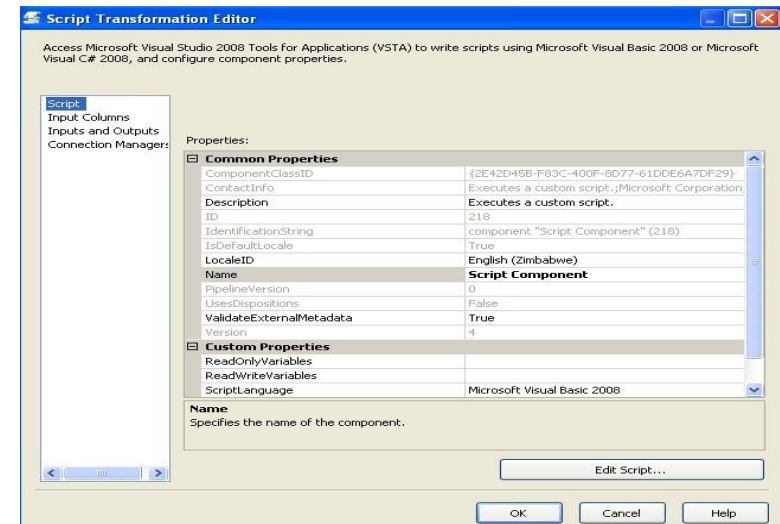 Script Transformation Editor
Access Microsoft Visual Studio 2008 Tools for Applications (VSTA) to write scripts using Microsoft Visual Basic 2008 or Microsoft
Visual C# 2008, and configure component properties.
Script
Input Columns
Inputs and Outputs
Connection Managers
Properties:
Common Properties
ComponentClassID {2E42D45B-F83C-400F-8D77-61DDE6A7DF29}
ContactInfo Executes a custom script.;Microsoft Corporation
Description Executes a custom script.
ID 218
IdentificationString component "Script Component" (218)
IsDefaultLocale True
LocaleID English (Zimbabwe)
Name Script Component
PipelineVersion 0
UsesDispositions False
ValidateExternalMetadata True
Version 4
Custom Properties
ReadOnlyVariables
ReadWriteVariables
ScriptLanguage Microsoft Visual Basic 2008
Name
Specifies the name of the component.
Edit Script...
OK Cancel Help